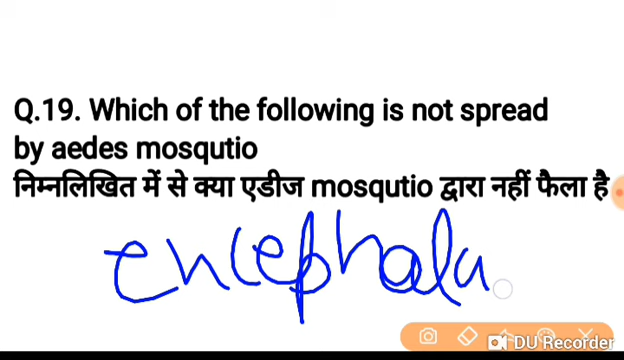 Q.19. Which of the following is not spread
by aedes mosqutio
निम्नलिखित में से क्या एडीज mosqutio द्वारा नहीं फैला है
encephala
DU Recorder